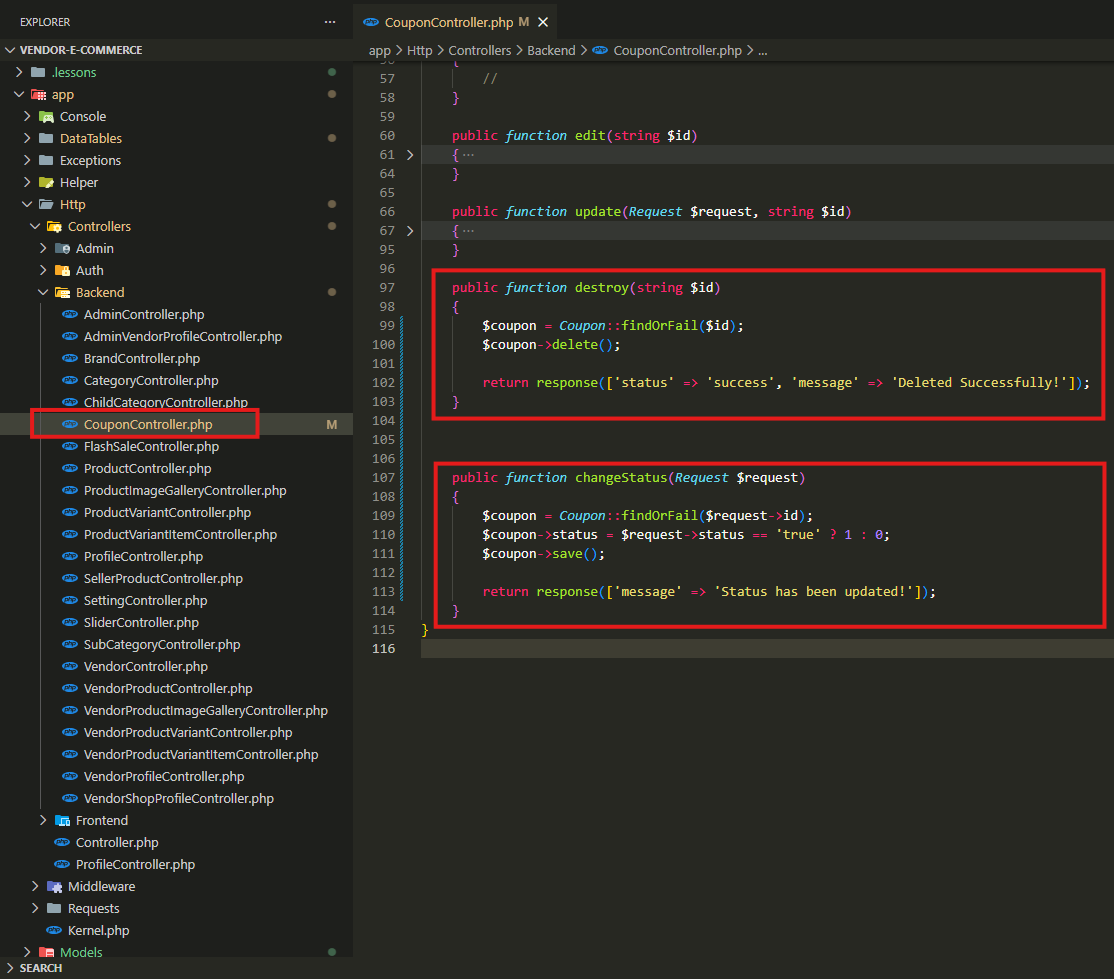 EXPLORER
...
VENDOR-E-COMMERCE
.lessons
app
Console
DataTables
Exceptions
Helper
Http
Controllers
Admin
Auth
Backend
AdminController.php
AdminVendorProfileController.php
BrandController.php
CategoryController.php
ChildCategoryController.php
CouponController.php M
FlashSaleController.php
ProductController.php
ProductImageGalleryController.php
ProductVariantController.php
ProductVariantItemController.php
ProfileController.php
SellerProductController.php
SettingController.php
SliderController.php
SubCategoryController.php
VendorController.php
VendorProductController.php
VendorProductImageGalleryController.php
VendorProductVariantController.php
VendorProductVariantItemController.php
VendorProfileController.php
VendorShopProfileController.php
Frontend
Controller.php
ProfileController.php
Middleware
Requests
Kernel.php
Models
SEARCH
CouponController.php M
app > Http > Controllers > Backend > CouponController.php > ...
56 {
57 //
58 }
59
60 public function edit(string $id)
61 { ...
64 }
65
66 public function update(Request $request, string $id)
67 { ...
95 }
96
97 public function destroy(string $id)
98 {
99 $coupon = Coupon::findOrFail($id);
100 $coupon->delete();
101
102 return response(['status' => 'success', 'message' => 'Deleted Successfully!']);
103 }
104
105
106
107 public function changeStatus(Request $request)
108 {
109 $coupon = Coupon::findOrFail($request->id);
110 $coupon->status = $request->status == 'true' ? 1 : 0;
111 $coupon->save();
112
113 return response(['message' => 'Status has been updated!']);
114 }
115 }
116